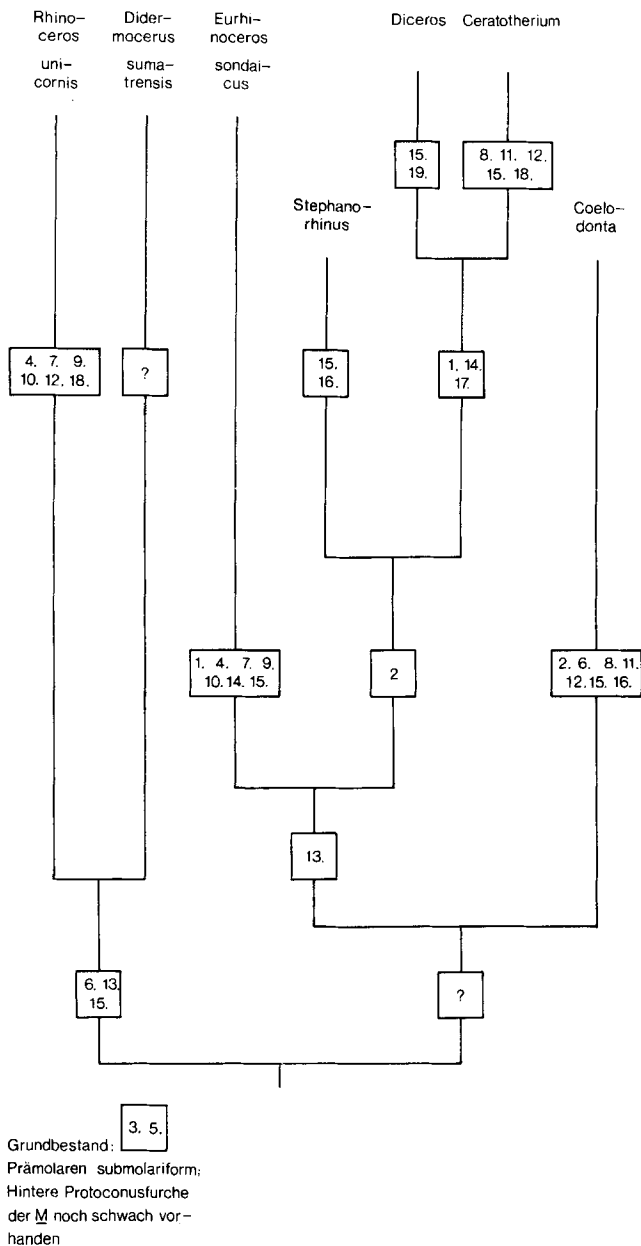 Rhino-
ceros
uni-
cornis
Dider-
mocerus
suma-
trensis
Eurhi-
noceros
sondai-
cus
Diceros
Ceratotherium
15.
19.
8. 11. 12.
15. 18.
Stephano-
rhinus
Coelo-
donta
4. 7. 9.
10. 12. 18.
?
15.
16.
1. 14.
17.
1. 4. 7. 9.
10. 14. 15.
2
2. 6. 8. 11.
12. 15. 16.
13.
6. 13.
15.
?
Grundbestand: 3. 5.
Prämolaren submolariform;
Hintere Protoconusfurche
der M noch schwach vor-
handen